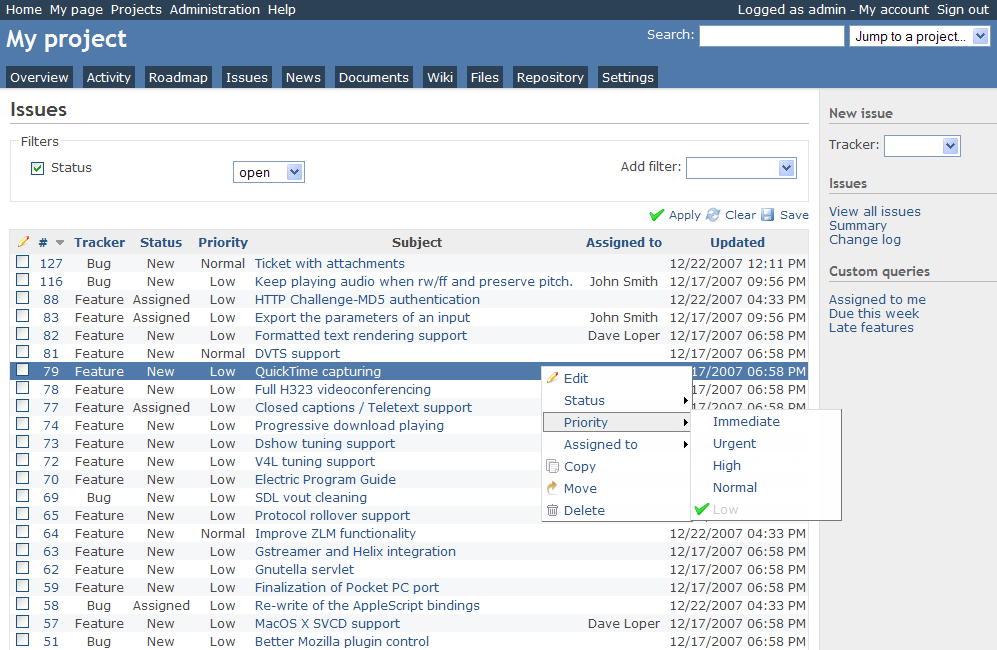 Home My page Projects Administration Help Logged as admin - My account Sign out
My project Search: Jump to a project...
Overview Activity Roadmap Issues News Documents Wiki Files Repository Settings
Issues
Filters
Status open Add filter:
Apply Clear Save
# Tracker Status Priority Subject Assigned to Updated
127 Bug New Normal Ticket with attachments 12/22/2007 12:11 PM
116 Bug New Low Keep playing audio when rw/ff and preserve pitch. John Smith 12/17/2007 09:56 PM
88 Feature Assigned Low HTTP Challenge-MD5 authentication 12/22/2007 04:33 PM
83 Feature Assigned Low Export the parameters of an input John Smith 12/17/2007 09:56 PM
82 Feature New Low Formatted text rendering support Dave Loper 12/17/2007 06:58 PM
81 Feature New Normal DVTS support 12/17/2007 06:58 PM
79 Feature New Low QuickTime capturing 17/2007 06:58 PM
78 Feature New Low Full H323 videoconferencing 17/2007 06:58 PM
77 Feature Assigned Low Closed captions / Teletext support 17/2007 06:58 PM
74 Feature New Low Progressive download playing
73 Feature New Low Dshow tuning support
72 Feature New Low V4L tuning support
70 Feature New Low Electric Program Guide
69 Bug New Low SDL vout cleaning
65 Feature New Low Protocol rollover support
64 Feature New Normal Improve ZLM functionality 12/22/2007 04:33 PM
63 Feature New Low Gstreamer and Helix integration 12/17/2007 06:58 PM
62 Feature New Low Gnutella servlet 12/17/2007 06:58 PM
59 Feature New Low Finalization of Pocket PC port 12/17/2007 06:58 PM
58 Bug Assigned Low Re-write of the AppleScript bindings 12/22/2007 04:33 PM
57 Feature New Low MacOS X SVCD support Dave Loper 12/17/2007 06:58 PM
51 Bug New Low Better Mozilla plugin control 12/17/2007 06:58 PM
Edit
Status
Priority
Assigned to
Copy
Move
Delete
Immediate
Urgent
High
Normal
Low
New issue
Tracker:
Issues
View all issues
Summary
Change log
Custom queries
Assigned to me
Due this week
Late features